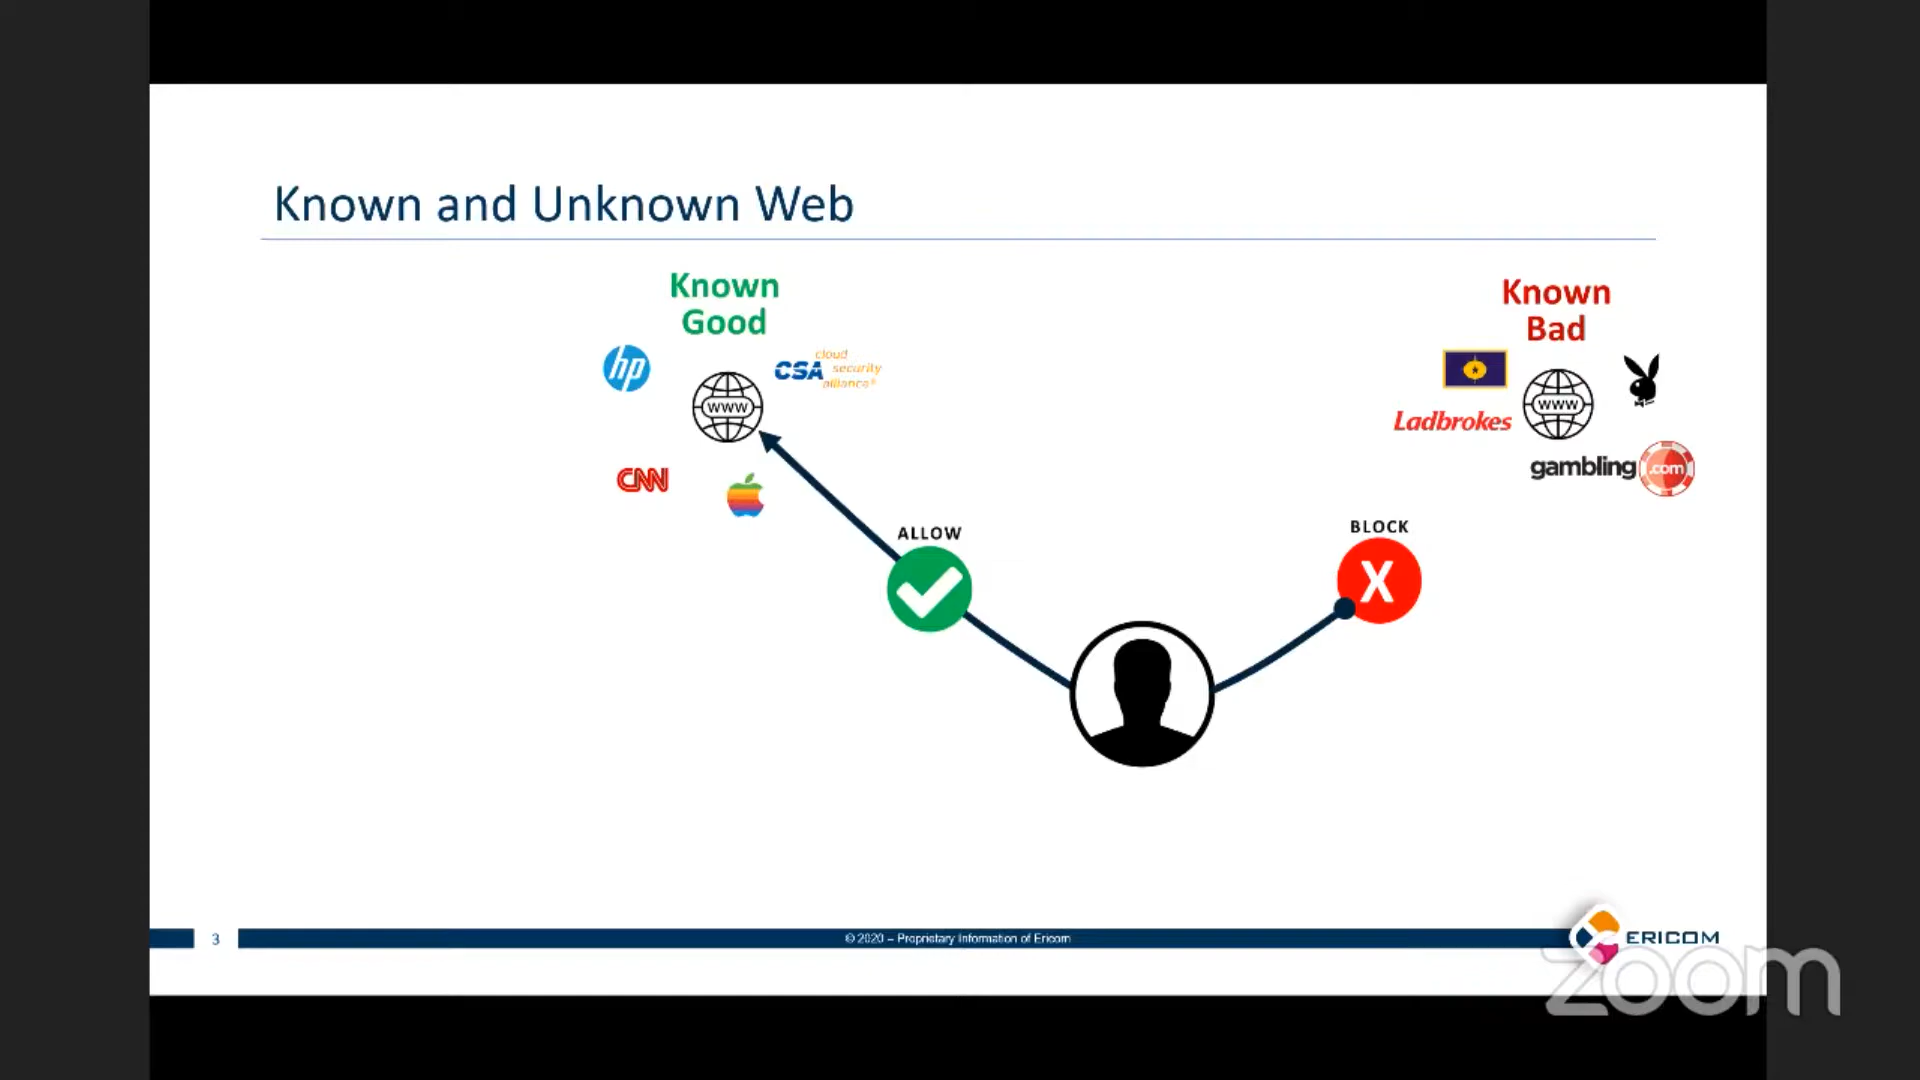 Known and Unknown Web
Known
Good
hp
CSA cloud
security
alliance®
www
CNN
Known
Bad
www
Ladbrokes
gambling .com
ALLOW
BLOCK
X
3
© 2020 – Proprietary Information of Ericom
ERICOM
zoom